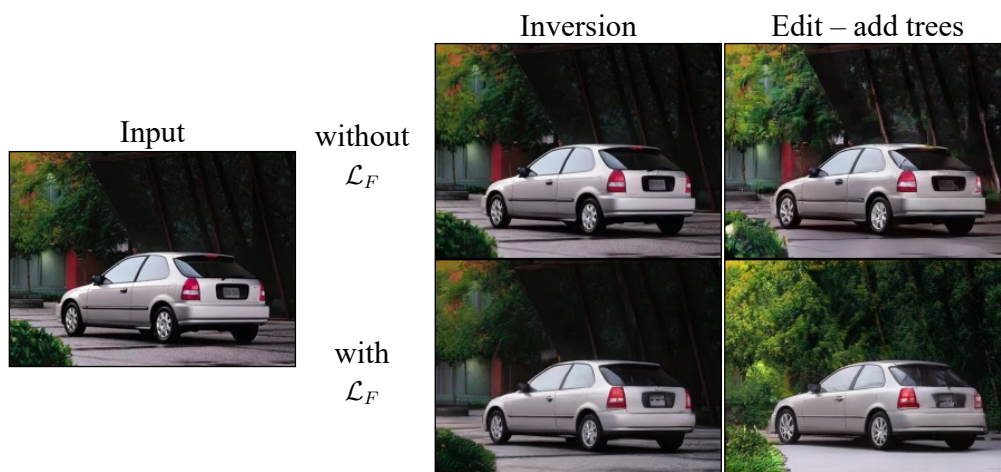 Inversion
Edit – add trees
Input
without
ℒ_F
with
ℒ_F